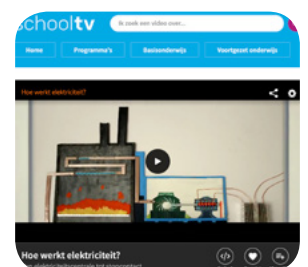 schooltv
Ik zoek een video over...
Home Programma's Basisonderwijs Voortgezet onderwijs
Hoe werkt elektriciteit?
Hoe werkt elektriciteit?